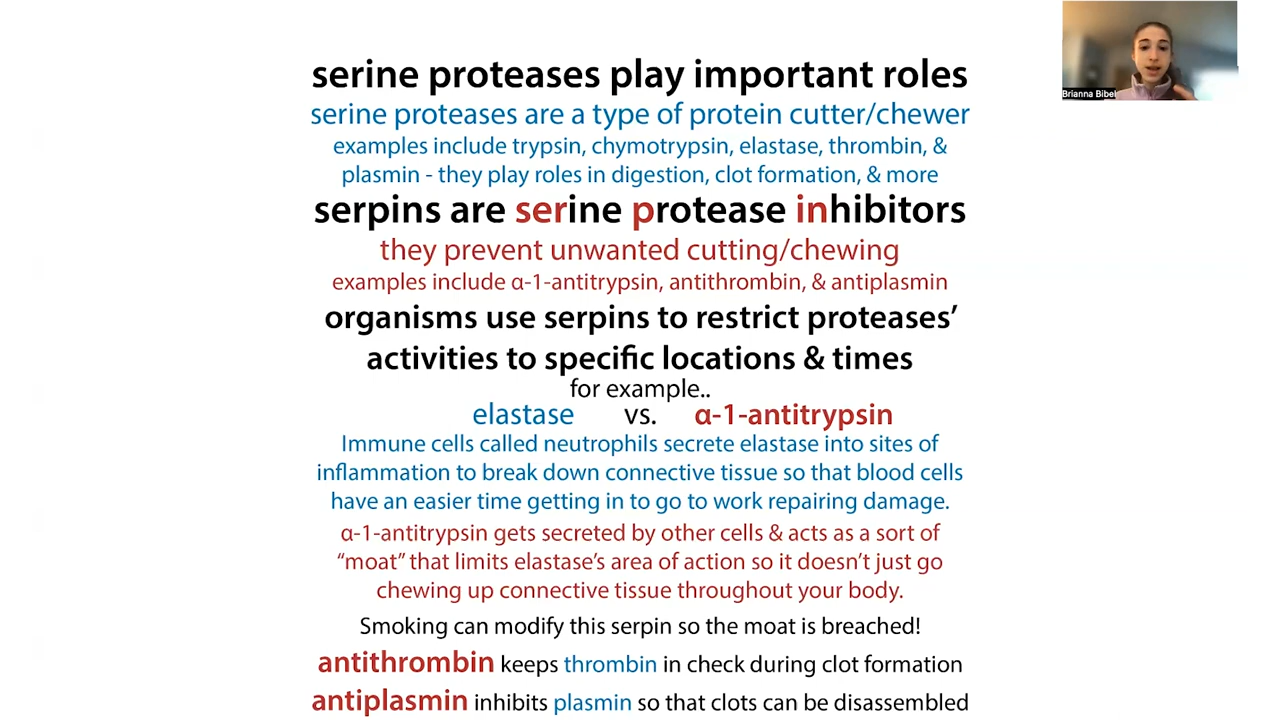 serine proteases play important roles
serine proteases are a type of protein cutter/chewer
examples include trypsin, chymotrypsin, elastase, thrombin, &
plasmin - they play roles in digestion, clot formation, & more
serpins are serine protease inhibitors
they prevent unwanted cutting/chewing
examples include α-1-antitrypsin, antithrombin, & antiplasmin
organisms use serpins to restrict proteases’
activities to specific locations & times
for example..
elastase vs. α-1-antitrypsin
Immune cells called neutrophils secrete elastase into sites of
inflammation to break down connective tissue so that blood cells
have an easier time getting in to go to work repairing damage.
α-1-antitrypsin gets secreted by other cells & acts as a sort of
“moat” that limits elastase’s area of action so it doesn’t just go
chewing up connective tissue throughout your body.
Smoking can modify this serpin so the moat is breached!
antithrombin keeps thrombin in check during clot formation
antiplasmin inhibits plasmin so that clots can be disassembled
Brianna Bibel